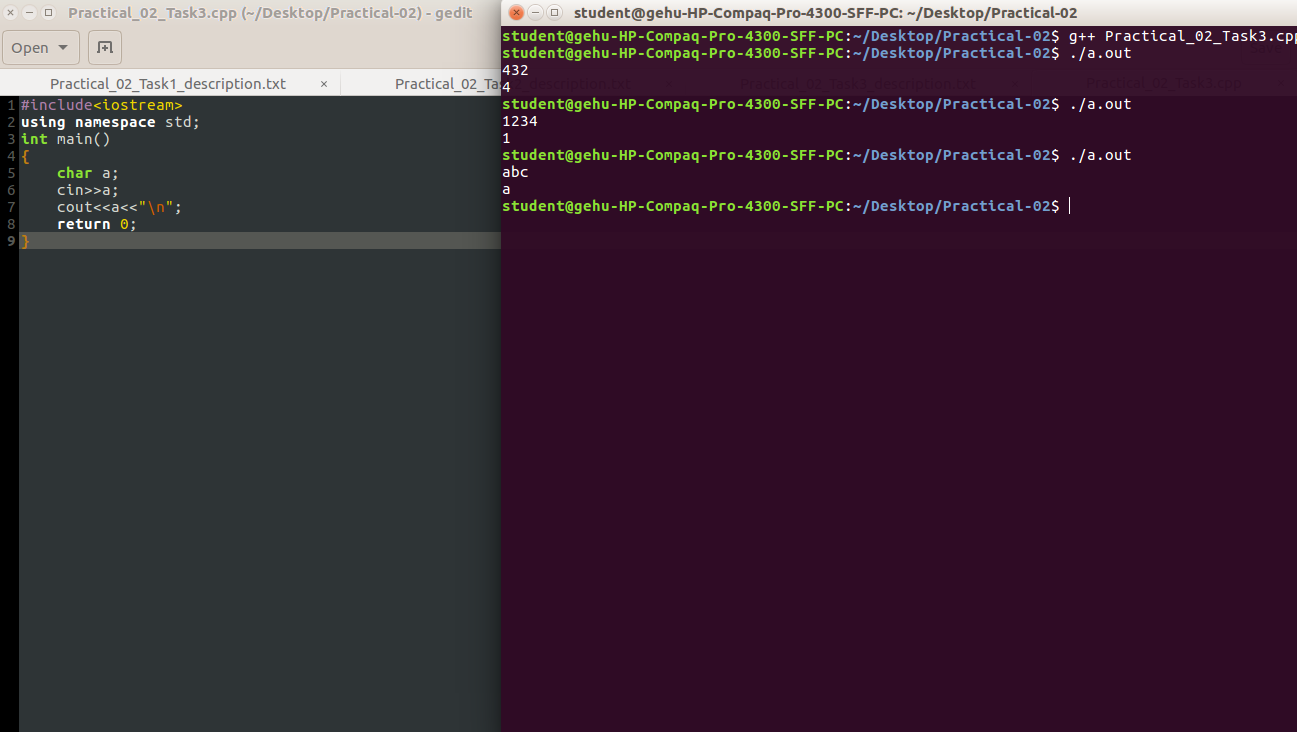 Practical_02_Task3.cpp (~/Desktop/Practical-02) - gedit
Open
Practical_02_Task1_description.txt ×
Practical_02_Tas
1 #include<iostream>
2 using namespace std;
3 int main()
4 {
5 char a;
6 cin>>a;
7 cout<<a<<"\n";
8 return 0;
9 }
student@gehu-HP-Compaq-Pro-4300-SFF-PC: ~/Desktop/Practical-02
student@gehu-HP-Compaq-Pro-4300-SFF-PC:~/Desktop/Practical-02$ g++ Practical_02_Task3.cpp
student@gehu-HP-Compaq-Pro-4300-SFF-PC:~/Desktop/Practical-02$ ./a.out
432
4
student@gehu-HP-Compaq-Pro-4300-SFF-PC:~/Desktop/Practical-02$ ./a.out
1234
1
student@gehu-HP-Compaq-Pro-4300-SFF-PC:~/Desktop/Practical-02$ ./a.out
abc
a
student@gehu-HP-Compaq-Pro-4300-SFF-PC:~/Desktop/Practical-02$